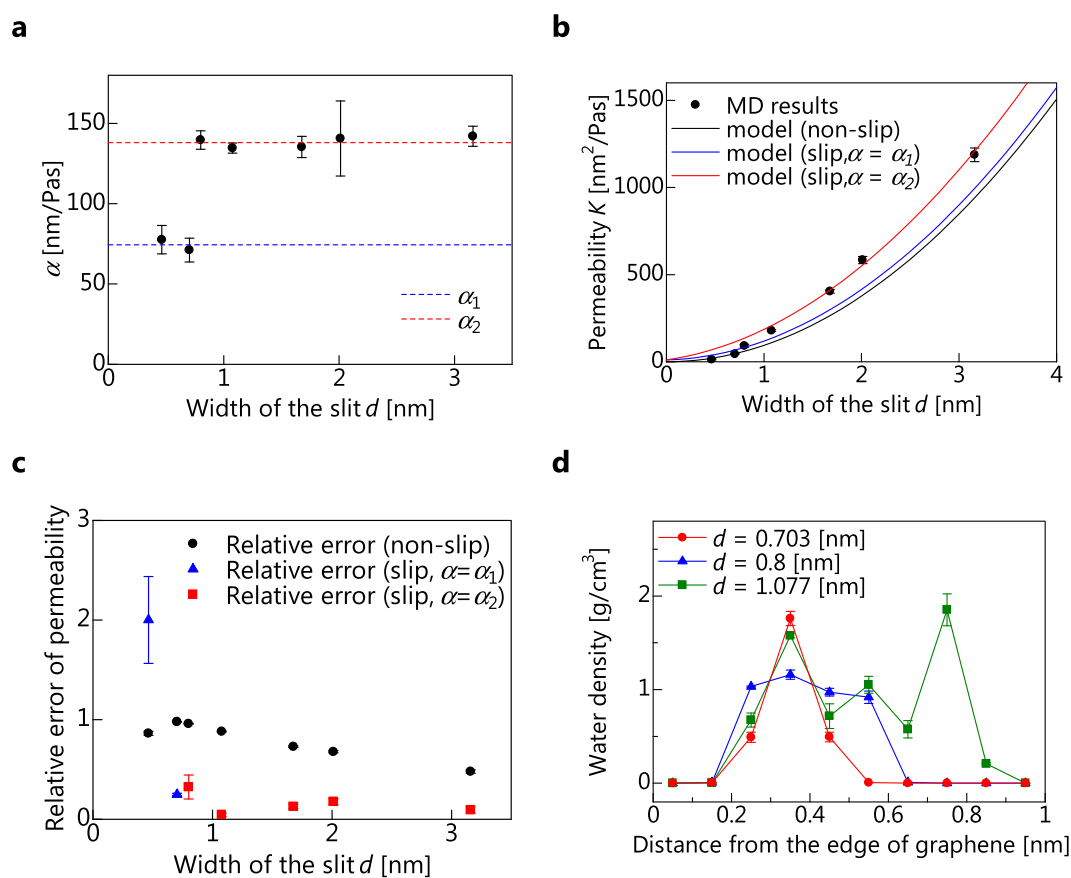 a
α [nm/Pas]
150
100
50
0
0 1 2 3
α1
α2
Width of the slit d [nm]
b
Permeability K [nm2/Pas]
1500
1000
500
0
0 1 2 3 4
MD results
model (non-slip)
model (slip,α = α1)
model (slip,α = α2)
Width of the slit d [nm]
c
Relative error of permeability
3
2
1
0
0 1 2 3
Relative error (non-slip)
Relative error (slip, α=α1)
Relative error (slip, α=α2)
Width of the slit d [nm]
d
Water density [g/cm3]
2
1
0
0 0.2 0.4 0.6 0.8 1
d = 0.703 [nm]
d = 0.8 [nm]
d = 1.077 [nm]
Distance from the edge of graphene [nm]